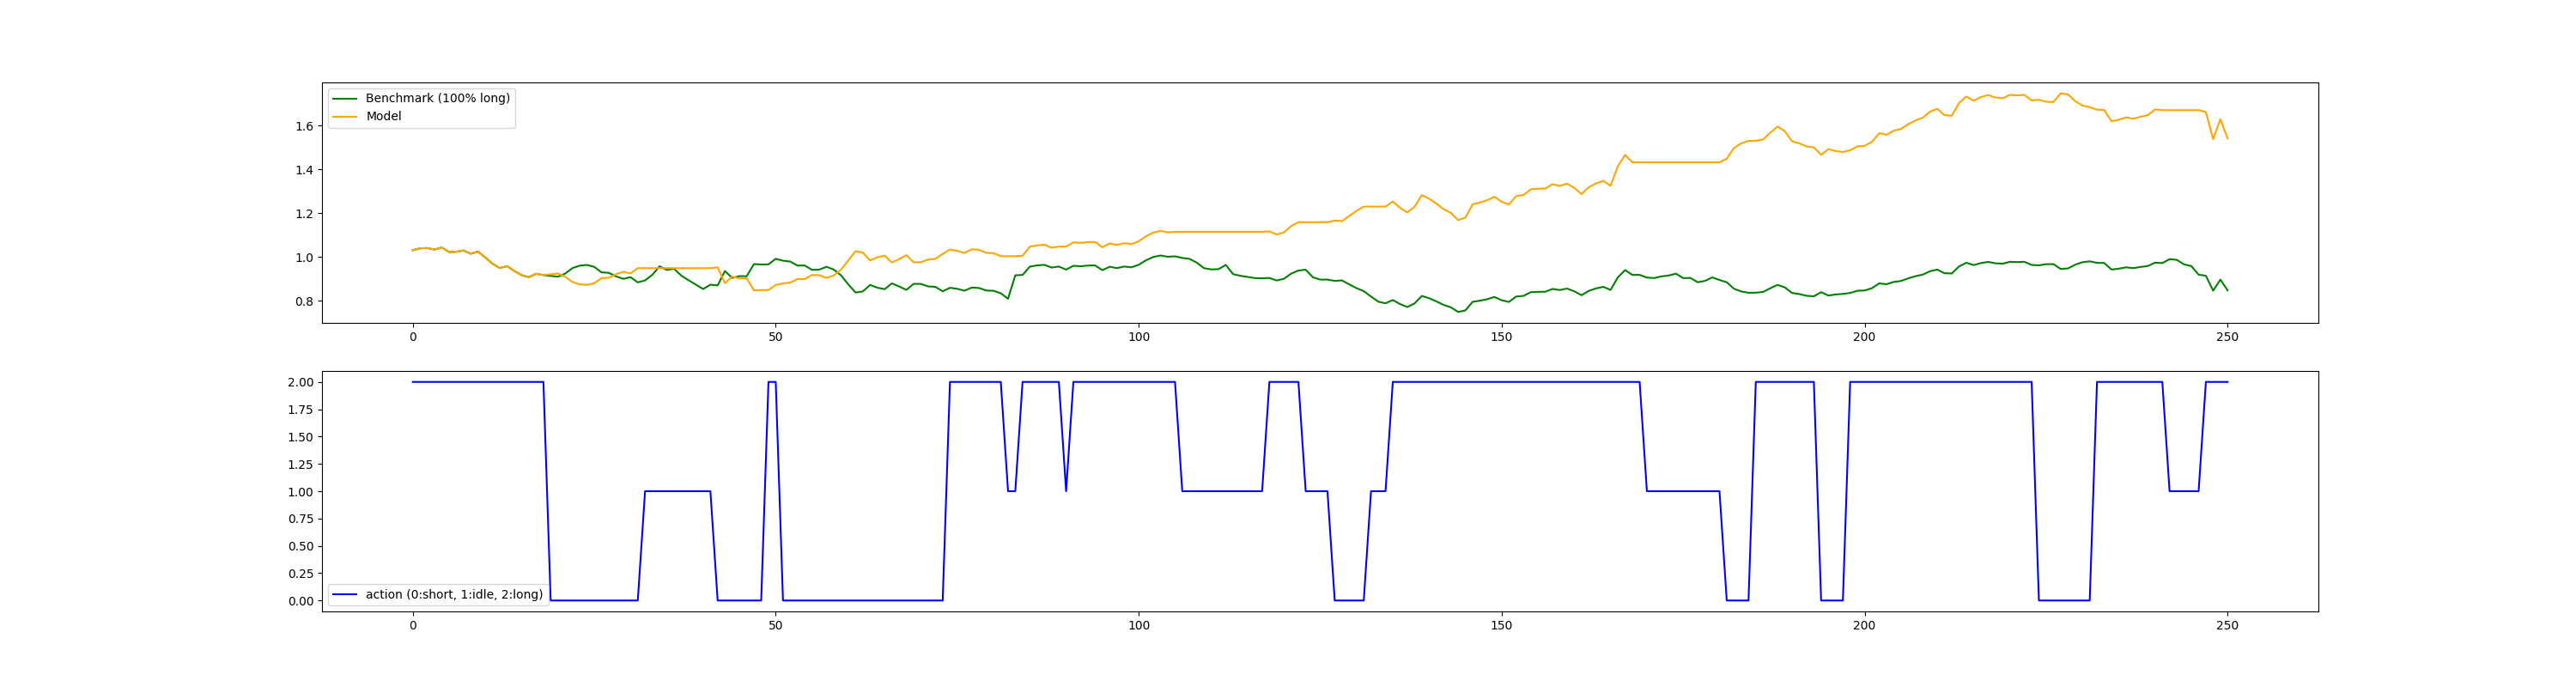 Benchmark (100% long)
Model
1.6
1.4
1.2
1.0
0.8
0 50 100 150 200 250
2.00
1.75
1.50
1.25
1.00
0.75
0.50
0.25
0.00
action (0:short, 1:idle, 2:long)
0 50 100 150 200 250